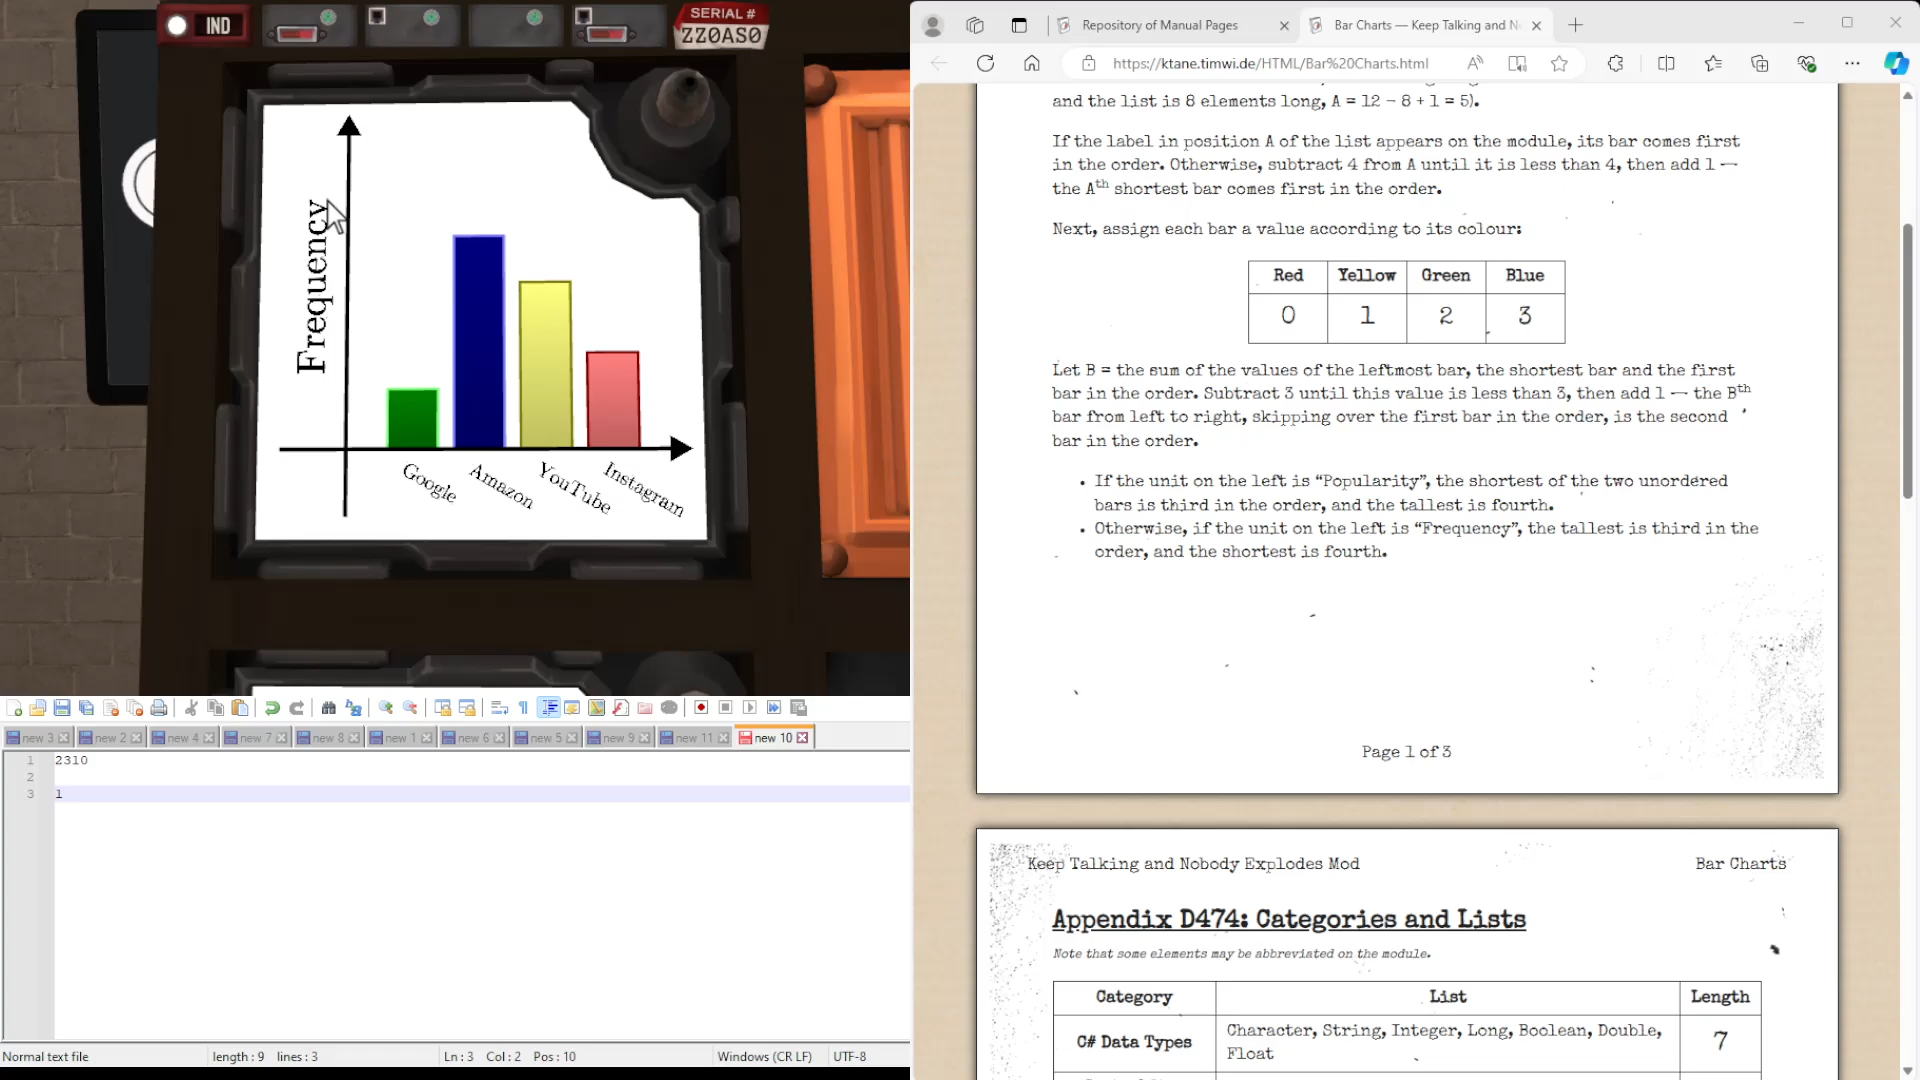 IND
SERIAL #
ZZ0AS0
Frequency
Google
Amazon
YouTube
Instagram
Repository of Manual Pages
Bar Charts — Keep Talking and N
https://ktane.timwi.de/HTML/Bar%20Charts.html
and the list is 8 elements long, A = 12 − 8 + 1 = 5).
If the label in position A of the list appears on the module, its bar comes first
in the order. Otherwise, subtract 4 from A until it is less than 4, then add 1 —
the Ath shortest bar comes first in the order.
Next, assign each bar a value according to its colour:
Red Yellow Green Blue
0 1 2 3
Let B = the sum of the values of the leftmost bar, the shortest bar and the first
bar in the order. Subtract 3 until this value is less than 3, then add 1 — the Bth
bar from left to right, skipping over the first bar in the order, is the second
bar in the order.
• If the unit on the left is “Popularity”, the shortest of the two unordered
bars is third in the order, and the tallest is fourth.
• Otherwise, if the unit on the left is “Frequency”, the tallest is third in the
order, and the shortest is fourth.
Page 1 of 3
Keep Talking and Nobody Explodes Mod
Bar Charts
Appendix D474: Categories and Lists
Note that some elements may be abbreviated on the module.
Category List Length
C# Data Types
Character, String, Integer, Long, Boolean, Double,
Float
7
new 3 new 2 new 4 new 7 new 8 new 1 new 6 new 5 new 9 new 11 new 10
1 2310
2
3 1
Normal text file length : 9 lines : 3 Ln : 3 Col : 2 Pos : 10 Windows (CR LF) UTF-8